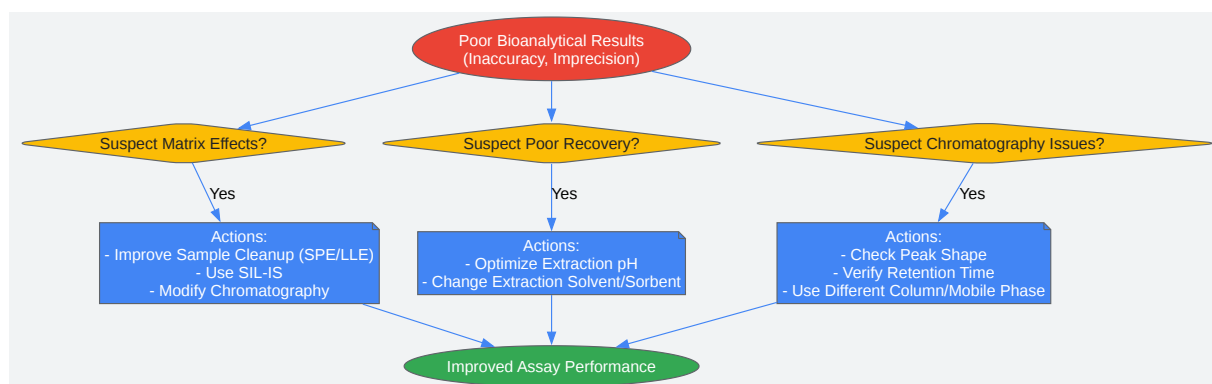 Poor Bioanalytical Results
(Inaccuracy, Imprecision)
Suspect Matrix Effects?
Suspect Poor Recovery?
Suspect Chromatography Issues?
Yes
Yes
Yes
Actions:
- Improve Sample Cleanup (SPE/LLE)
- Use SIL-IS
- Modify Chromatography
Actions:
- Optimize Extraction pH
- Change Extraction Solvent/Sorbent
Actions:
- Check Peak Shape
- Verify Retention Time
- Use Different Column/Mobile Phase
Improved Assay Performance